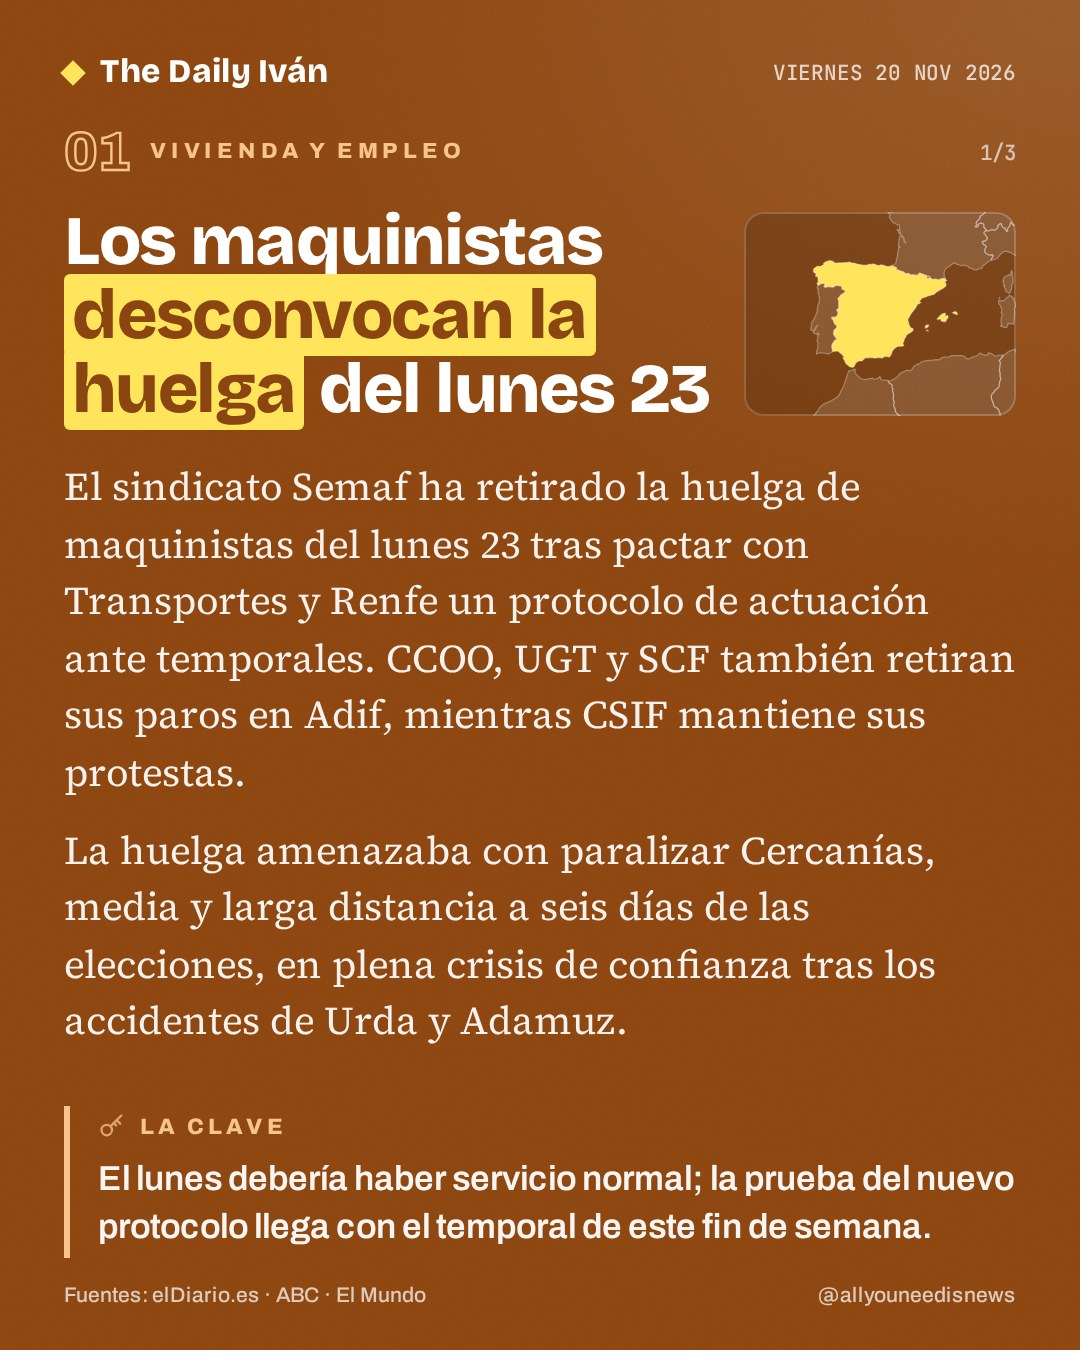 The Daily Iván
VIERNES 20 NOV 2026
01 VIVIENDA Y EMPLEO
1/3
Los maquinistas
desconvocan la
huelga del lunes 23
El sindicato Semaf ha retirado la huelga de
maquinistas del lunes 23 tras pactar con
Transportes y Renfe un protocolo de actuación
ante temporales. CCOO, UGT y SCF también retiran
sus paros en Adif, mientras CSIF mantiene sus
protestas.
La huelga amenazaba con paralizar Cercanías,
media y larga distancia a seis días de las
elecciones, en plena crisis de confianza tras los
accidentes de Urda y Adamuz.
LA CLAVE
El lunes debería haber servicio normal; la prueba del nuevo
protocolo llega con el temporal de este fin de semana.
Fuentes: elDiario.es · ABC · El Mundo
@allyouneedisnews